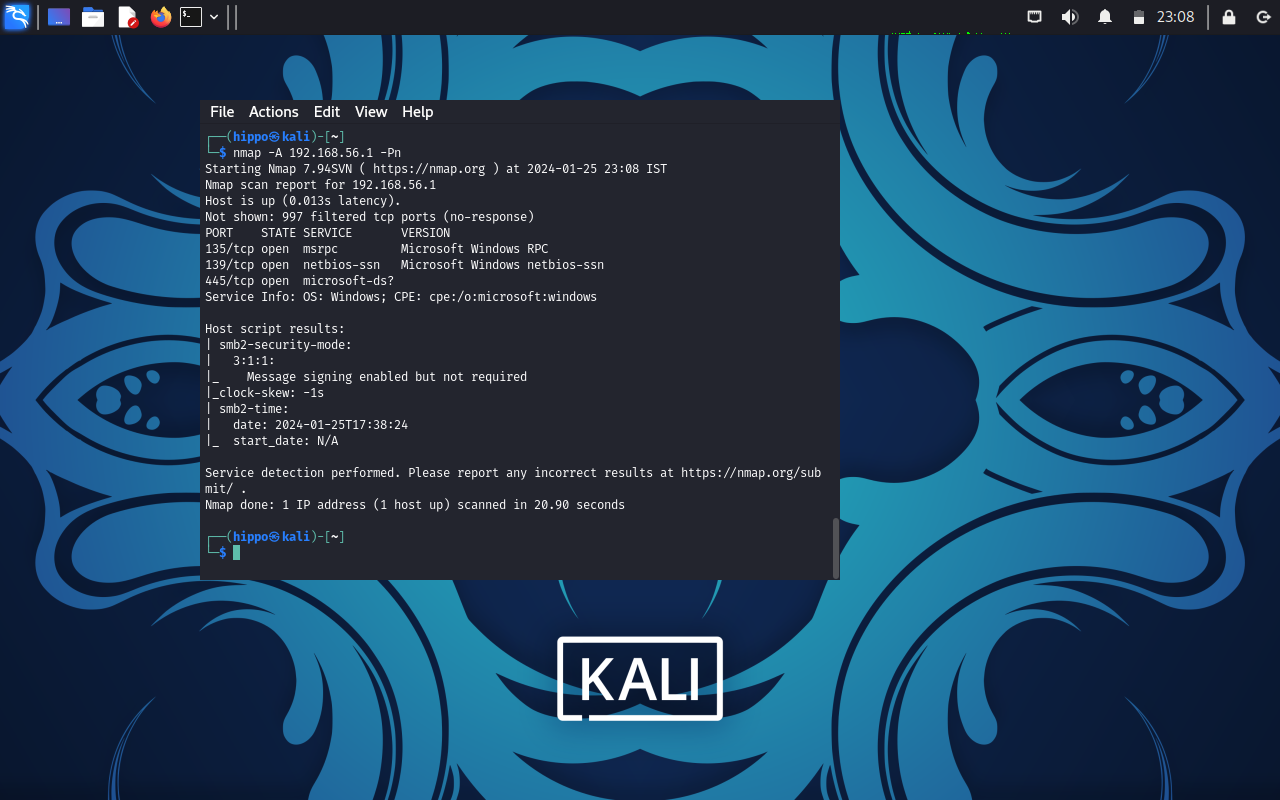 23:08
File Actions Edit View Help
┌──(hippo㉿kali)-[~]
└─$ nmap -A 192.168.56.1 -Pn
Starting Nmap 7.94SVN ( https://nmap.org ) at 2024-01-25 23:08 IST
Nmap scan report for 192.168.56.1
Host is up (0.013s latency).
Not shown: 997 filtered tcp ports (no-response)
PORT    STATE SERVICE       VERSION
135/tcp open  msrpc         Microsoft Windows RPC
139/tcp open  netbios-ssn   Microsoft Windows netbios-ssn
445/tcp open  microsoft-ds?
Service Info: OS: Windows; CPE: cpe:/o:microsoft:windows
Host script results:
| smb2-security-mode:
|   3:1:1:
|_    Message signing enabled but not required
|_clock-skew: -1s
| smb2-time:
|   date: 2024-01-25T17:38:24
|_  start_date: N/A
Service detection performed. Please report any incorrect results at https://nmap.org/sub
mit/ .
Nmap done: 1 IP address (1 host up) scanned in 20.90 seconds
┌──(hippo㉿kali)-[~]
└─$
KALI